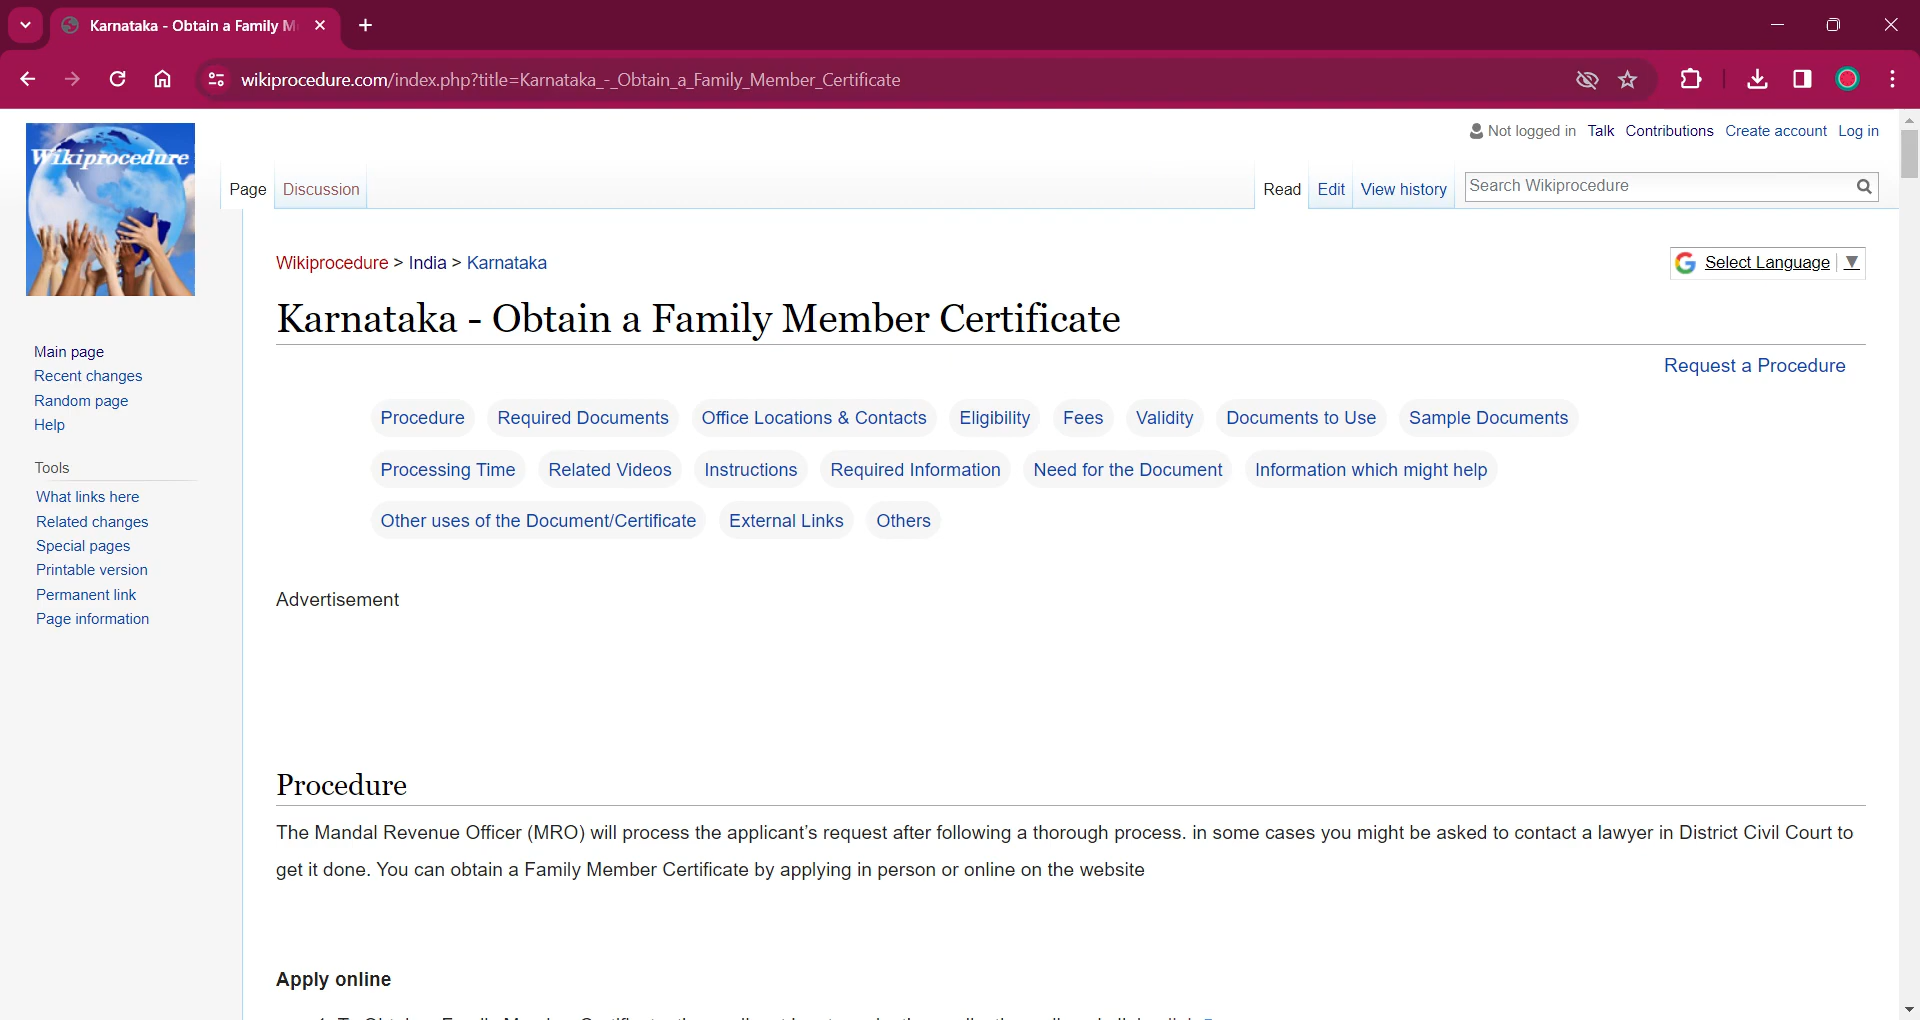 Karnataka - Obtain a Family M
wikiprocedure.com/index.php?title=Karnataka_-_Obtain_a_Family_Member_Certificate
Wikiprocedure
Not logged in Talk Contributions Create account Log in
Page Discussion Read Edit View history Search Wikiprocedure
Wikiprocedure > India > Karnataka
Select Language ▼
Karnataka - Obtain a Family Member Certificate
Request a Procedure
Main page
Recent changes
Random page
Help
Tools
What links here
Related changes
Special pages
Printable version
Permanent link
Page information
Procedure Required Documents Office Locations & Contacts Eligibility Fees Validity Documents to Use Sample Documents
Processing Time Related Videos Instructions Required Information Need for the Document Information which might help
Other uses of the Document/Certificate External Links Others
Advertisement
Procedure
The Mandal Revenue Officer (MRO) will process the applicant's request after following a thorough process. in some cases you might be asked to contact a lawyer in District Civil Court to
get it done. You can obtain a Family Member Certificate by applying in person or online on the website
Apply online